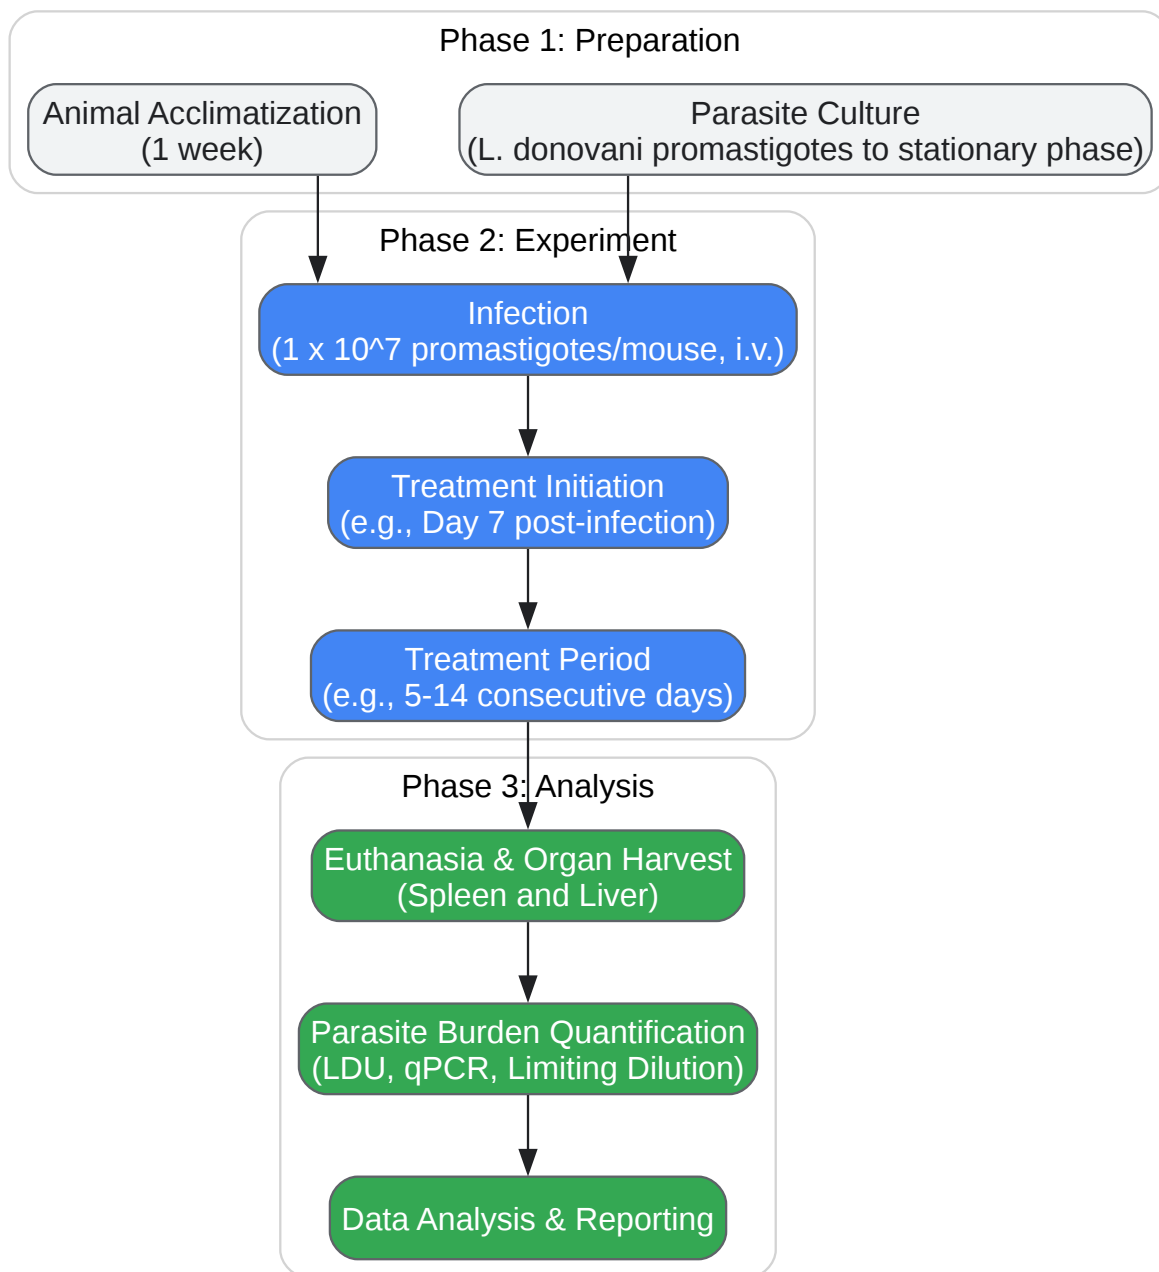 Phase 1: Preparation
Animal Acclimatization
(1 week)
Parasite Culture
(L. donovani promastigotes to stationary phase)
Phase 2: Experiment
Infection
(1 x 10^7 promastigotes/mouse, i.v.)
Treatment Initiation
(e.g., Day 7 post-infection)
Treatment Period
(e.g., 5-14 consecutive days)
Phase 3: Analysis
Euthanasia & Organ Harvest
(Spleen and Liver)
Parasite Burden Quantification
(LDU, qPCR, Limiting Dilution)
Data Analysis & Reporting